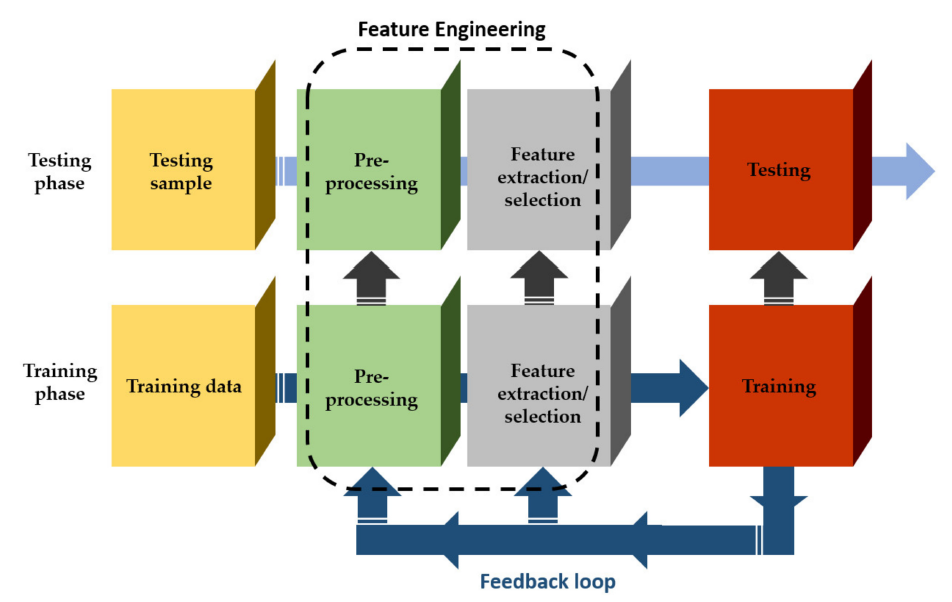 Feature Engineering
Testing
phase
Testing
sample
Pre-
processing
Feature
extraction/
selection
Testing
Training
phase
Training data
Pre-
processing
Feature
extraction/
selection
Training
Feedback loop